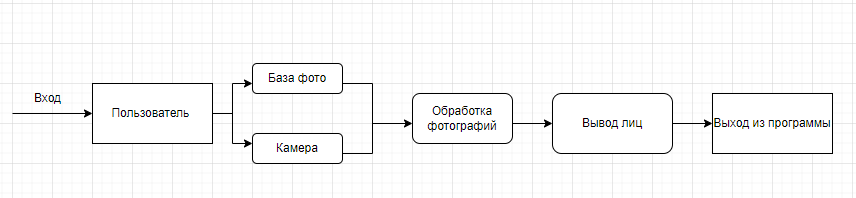 Вход
Пользователь
База фото
Камера
Обработка
фотографий
Вывод лиц
Выход из программы